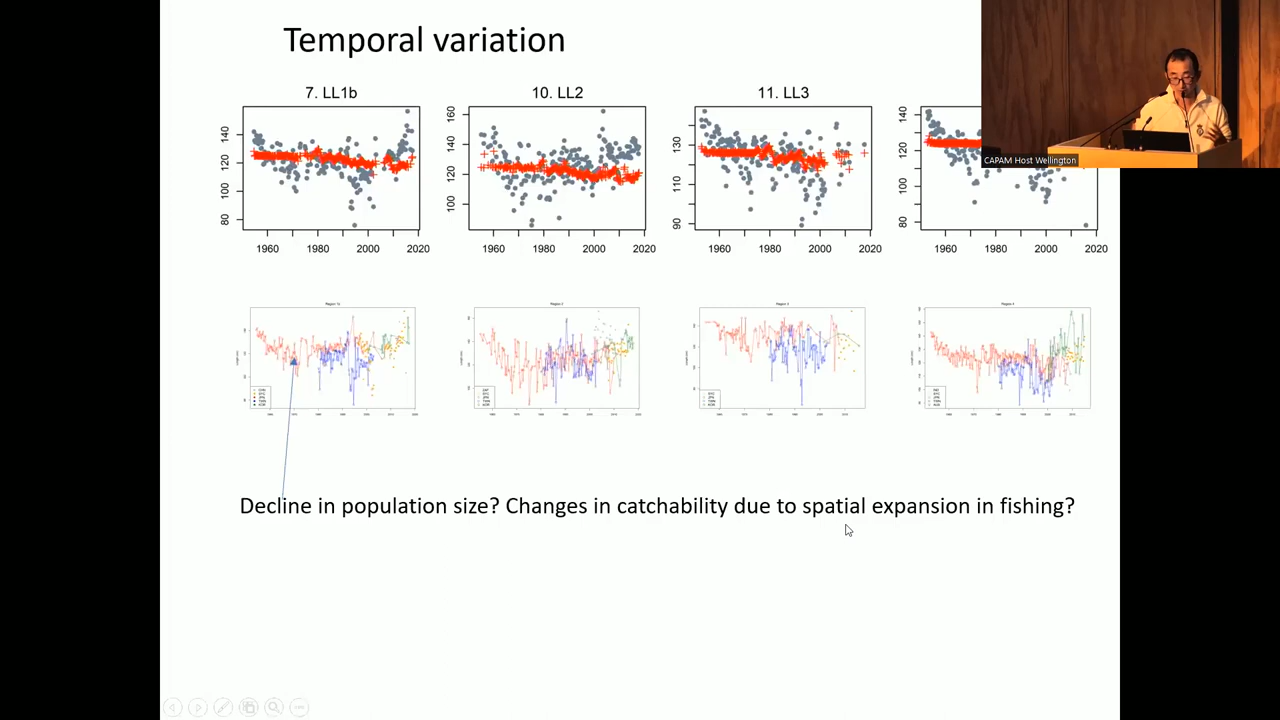 Temporal variation
7. LL1b
10. LL2
11. LL3
140
120
100
80
1960 1980 2000 2020
160
140
120
100
1960 1980 2000 2020
130
110
90
1960 1980 2000 2020
140
120
100
80
1960 1980 2000 2020
CAPAM Host Wellington
Decline in population size? Changes in catchability due to spatial expansion in fishing?